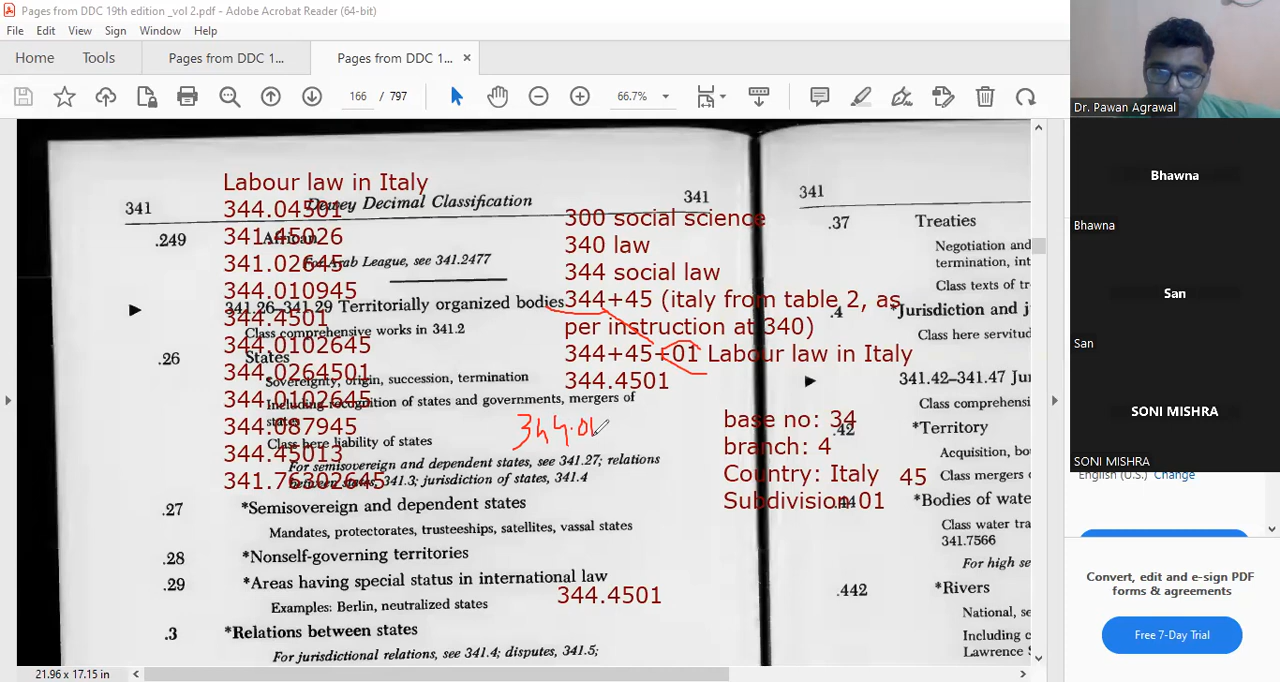 Pages from DDC 19th edition _vol 2.pdf - Adobe Acrobat Reader (64-bit)
File Edit View Sign Window Help
Home Tools Pages from DDC 1... Pages from DDC 1... ×
166 / 797 66.7%
Dr. Pawan Agrawal
Bhawna
Bhawna
San
San
SONI MISHRA
SONI MISHRA
English (U.S.) Change
Convert, edit and e-sign PDF
forms & agreements
Free 7-Day Trial
Labour law in Italy
344.04501
341.45026
341.02645
344.010945
344.4501
344.0102645
344.0264501
344.0102645
344.087945
344.45013
341.76302645
300 social science
340 law
344 social law
344+45 (italy from table 2, as
per instruction at 340)
344+45+01 Labour law in Italy
344.4501
base no: 34
branch: 4
Country: Italy 45
Subdivision 01
344.4501
344.01
341 Dewey Decimal Classification 341
.249 African
For Arab League, see 341.2477
341.26–341.29 Territorially organized bodies
Class comprehensive works in 341.2
.26 States
Sovereignty, origin, succession, termination
Including recognition of states and governments, mergers of
states
Class here liability of states
For semisovereign and dependent states, see 341.27; relations
between states, 341.3; jurisdiction of states, 341.4
.27 *Semisovereign and dependent states
Mandates, protectorates, trusteeships, satellites, vassal states
.28 *Nonself-governing territories
.29 *Areas having special status in international law
Examples: Berlin, neutralized states
.3 *Relations between states
For jurisdictional relations, see 341.4; disputes, 341.5;
341
.37 Treaties
Negotiation and
termination, int
Class texts of tr
.4 *Jurisdiction and j
Class here servitud
341.42–341.47 Ju
Class comprehensi
.42 *Territory
Acquisition, bo
Class mergers o
.44 *Bodies of wate
Class water tra
341.7566
For high se
.442 *Rivers
National, se
Including c
Lawrence S
21.96 x 17.15 in